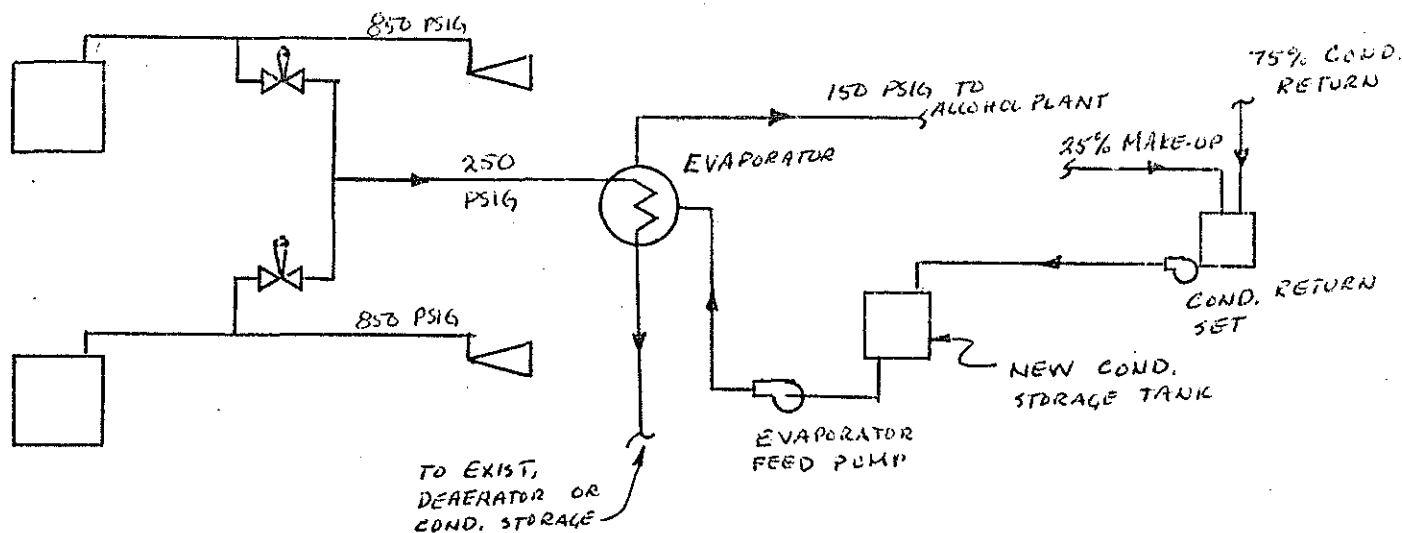 850 PSIG
75% COND.
RETURN
150 PSIG TO
ALCOHOL PLANT
25% MAKE-UP
EVAPORATOR
250
PSIG
COND. RETURN
SET
850 PSIG
NEW COND.
STORAGE TANK
EVAPORATOR
FEED PUMP
TO EXIST,
DEAERATOR OR
COND. STORAGE